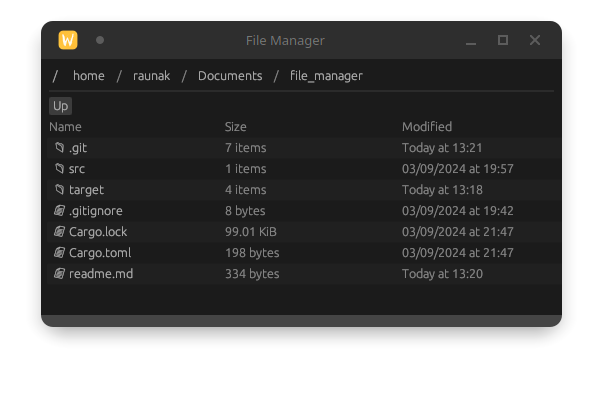 W File Manager
/ home / raunak / Documents / file_manager
Up
Name Size Modified
.git 7 items Today at 13:21
src 1 items 03/09/2024 at 19:57
target 4 items Today at 13:18
.gitignore 8 bytes 03/09/2024 at 19:42
Cargo.lock 99.01 KiB 03/09/2024 at 21:47
Cargo.toml 198 bytes 03/09/2024 at 21:47
readme.md 334 bytes Today at 13:20